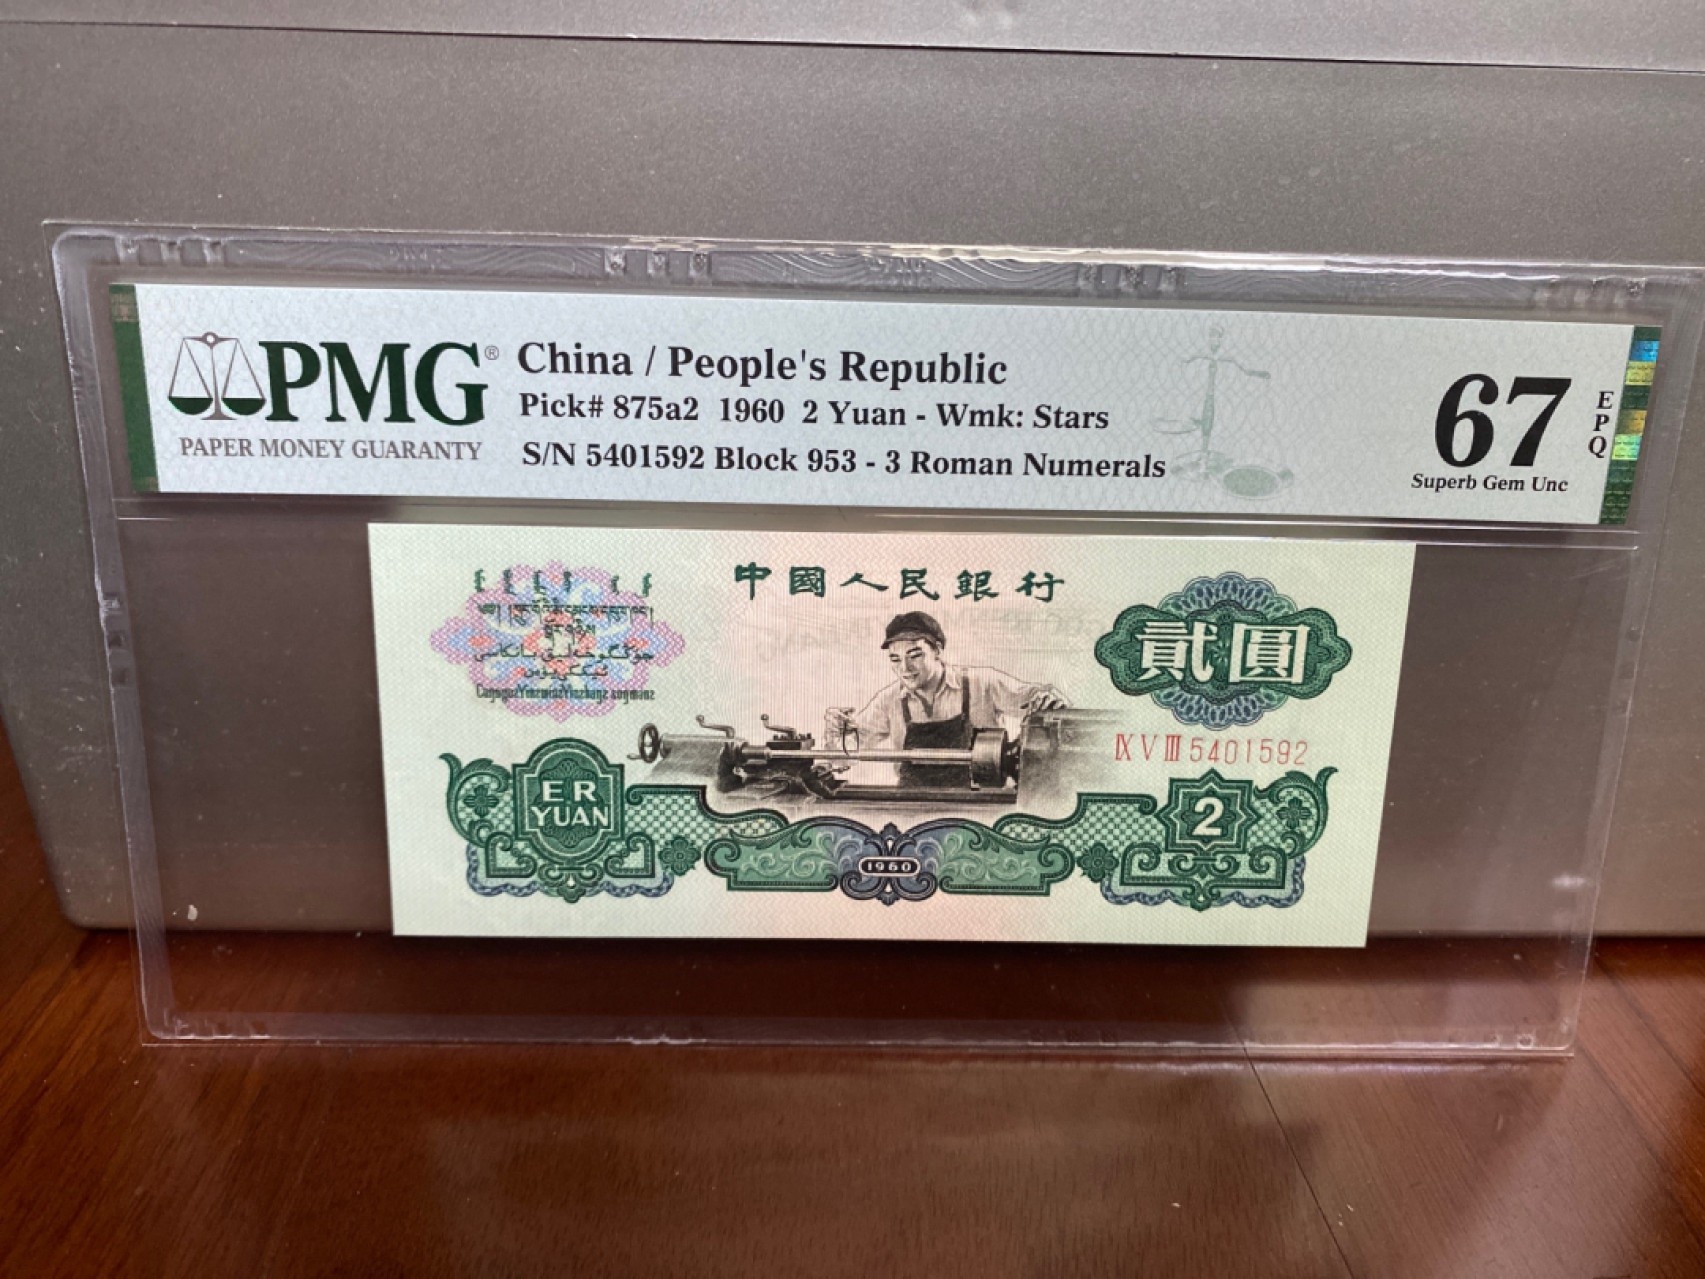 PMG®
PAPER MONEY GUARANTY
China / People's Republic
Pick# 875a2 1960 2 Yuan - Wmk: Stars
S/N 5401592 Block 953 - 3 Roman Numerals
67
EPQ
Superb Gem Unc
中國人民銀行
貳圓
IX V III 5401592
ER
YUAN
1960
2